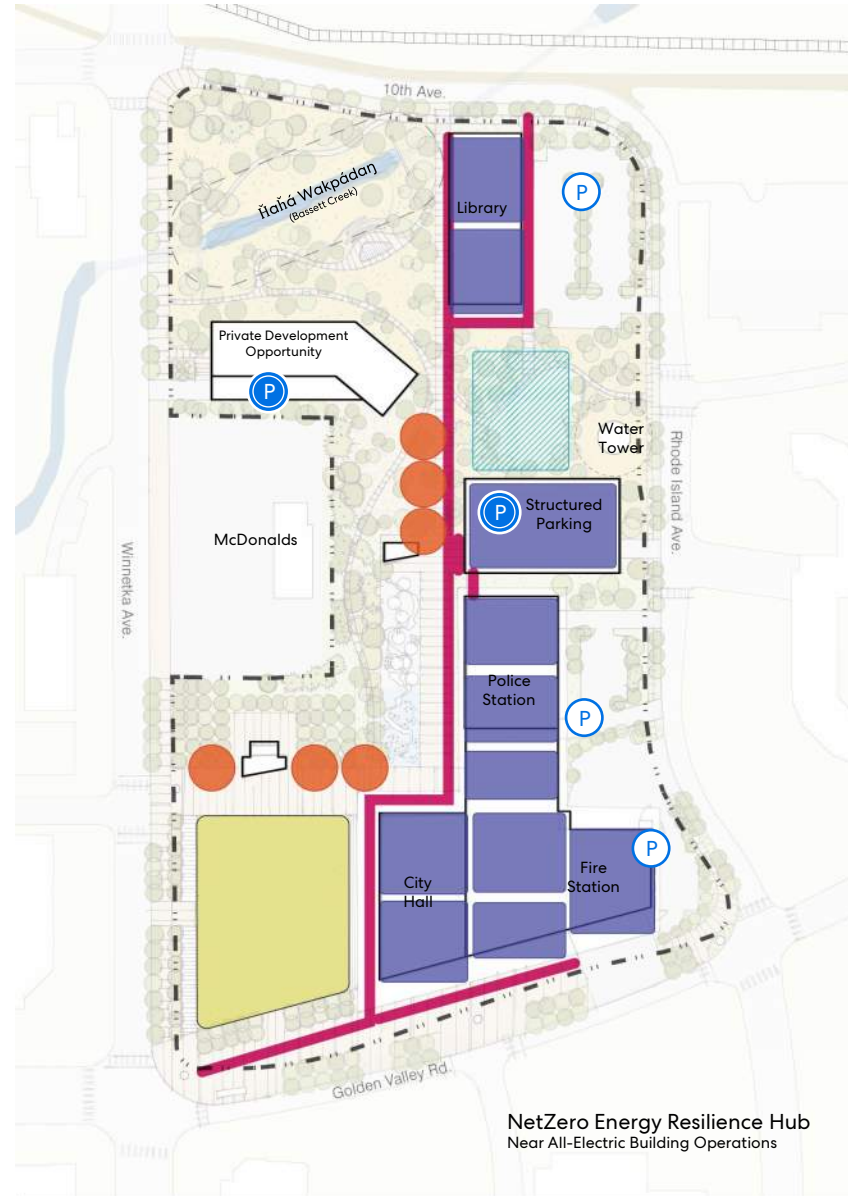 10th Ave.
Ȟaȟá Wakpádaƞ
(Bassett Creek)
Library
P
Private Development
Opportunity
P
Water
Tower
Rhode Island Ave.
P
Structured
Parking
McDonalds
Winnetka Ave.
Police
Station
P
P
City
Hall
Fire
Station
Golden Valley Rd.
NetZero Energy Resilience Hub
Near All-Electric Building Operations